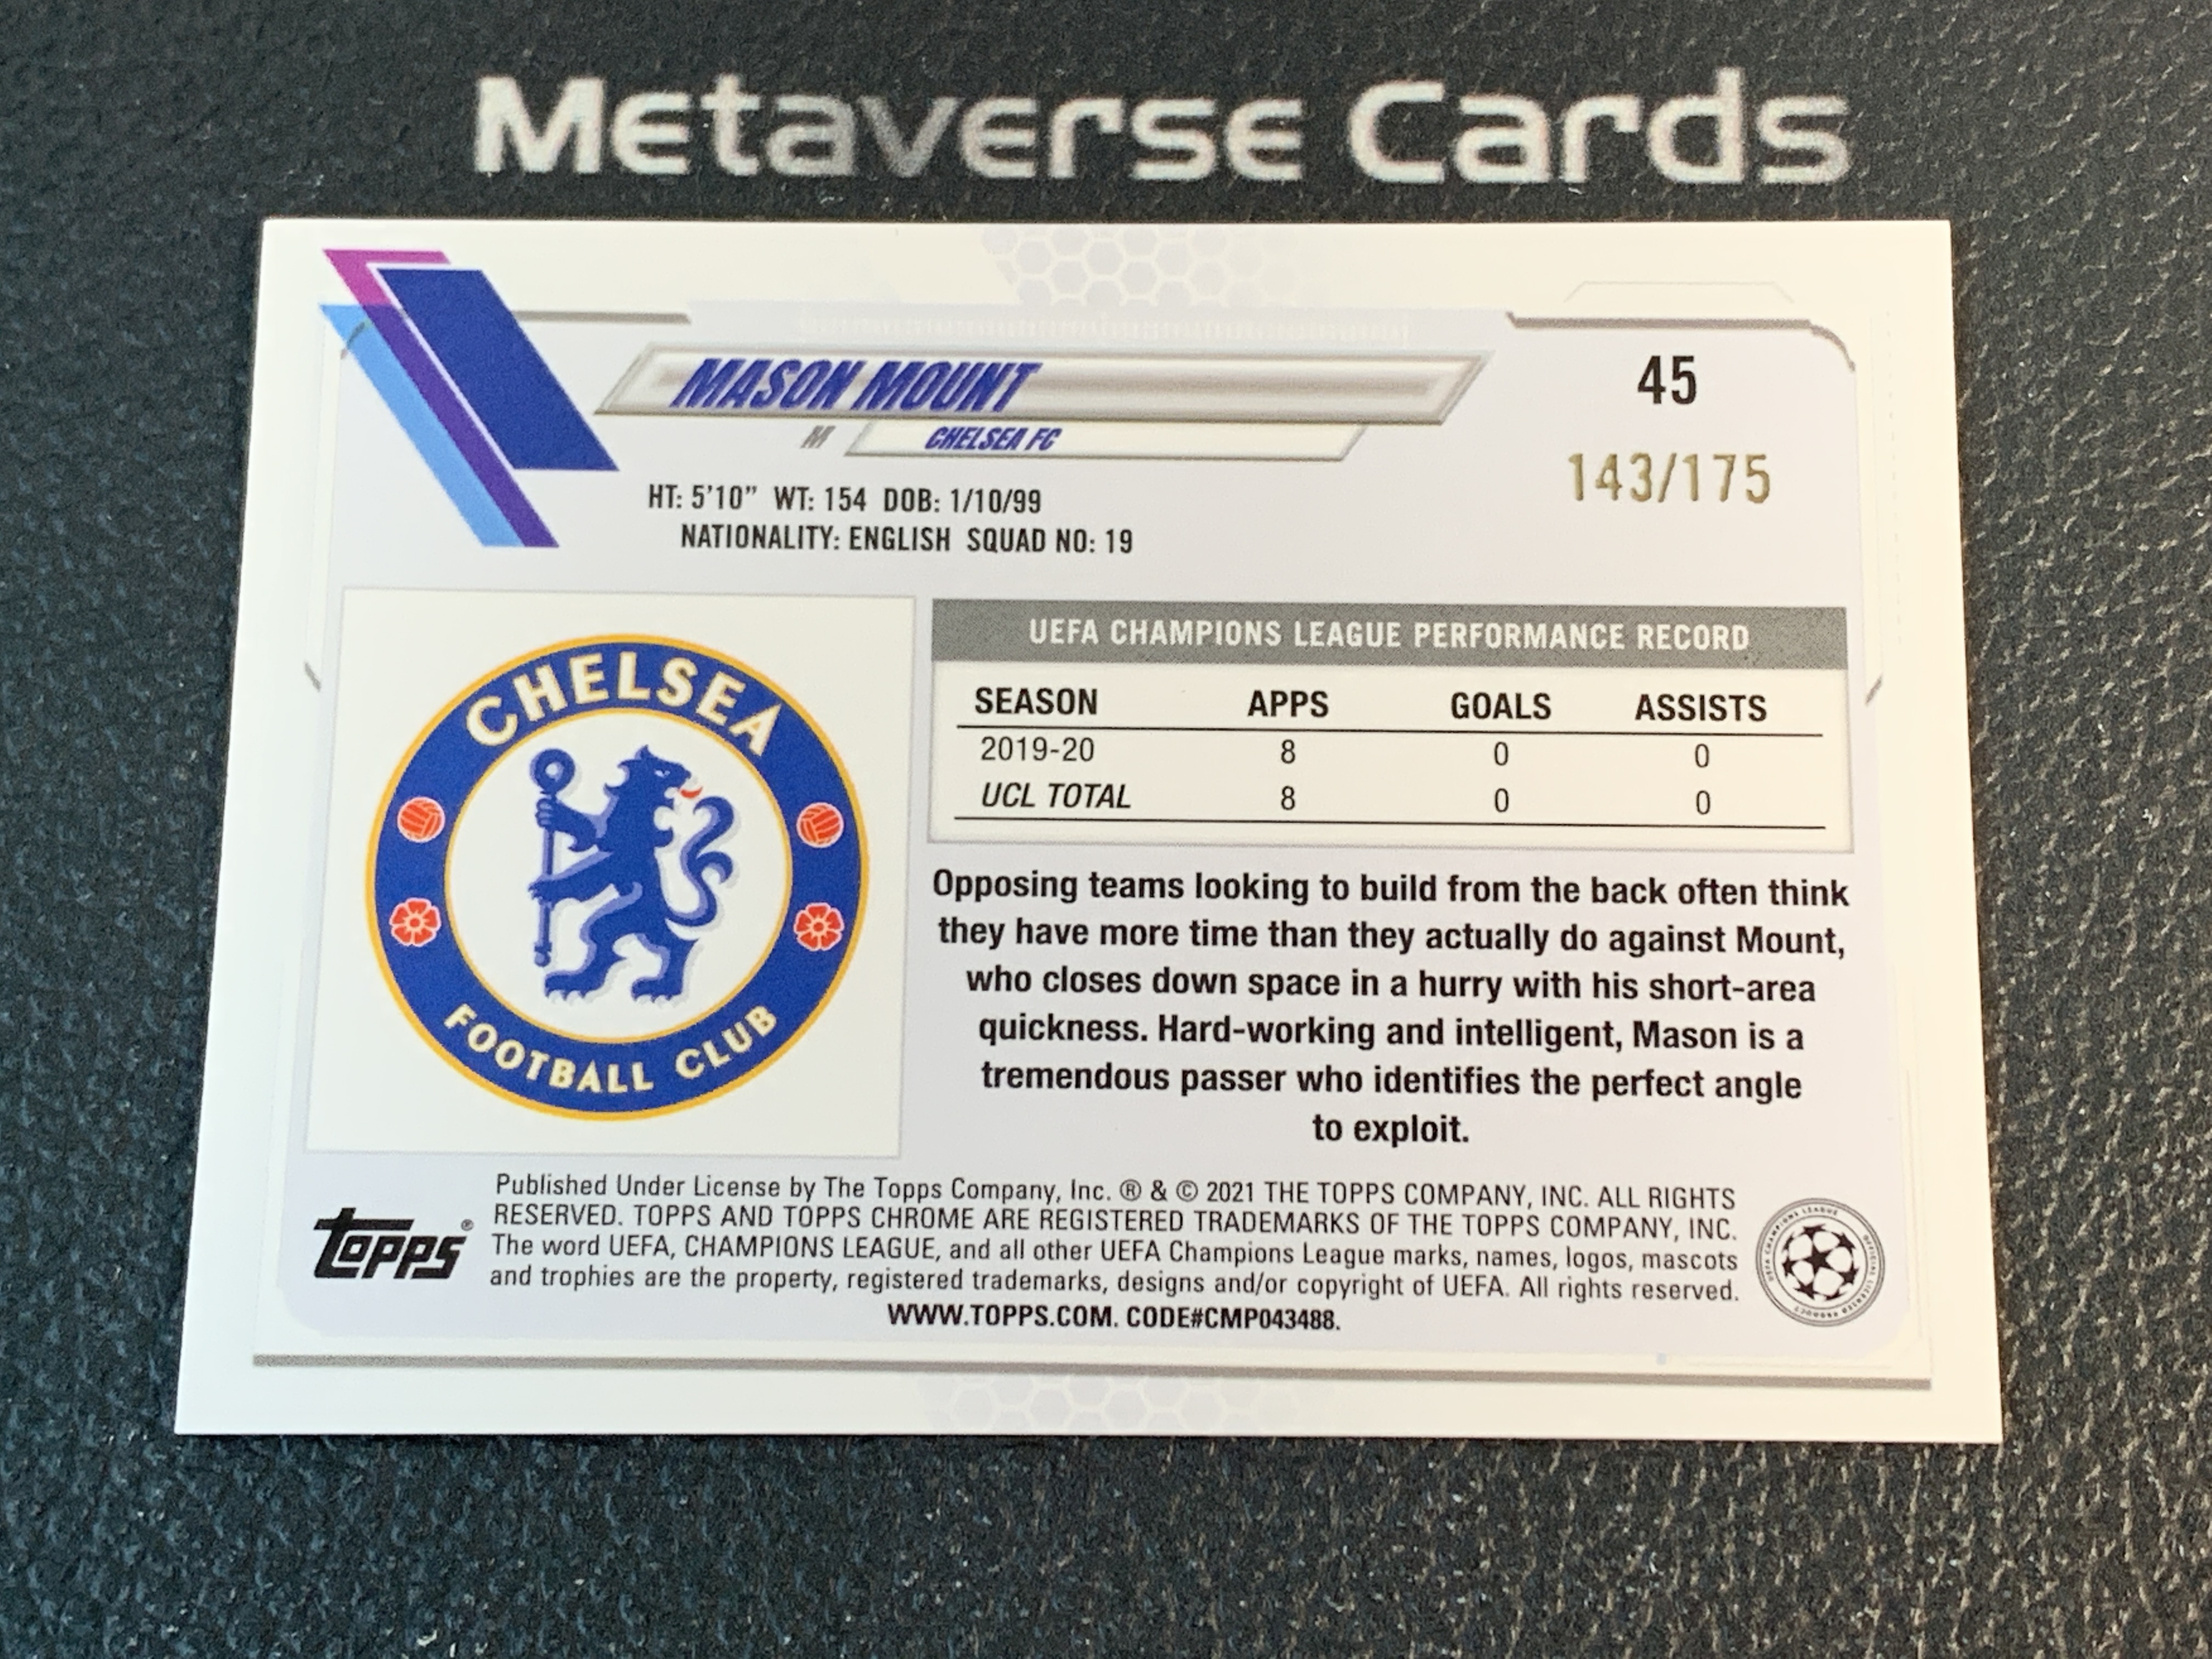 Metaverse Cards
MASON MOUNT
45
M
CHELSEA FC
143/175
HT: 5'10" WT: 154 DOB: 1/10/99
NATIONALITY: ENGLISH SQUAD NO: 19
CHELSEA
FOOTBALL CLUB
UEFA CHAMPIONS LEAGUE PERFORMANCE RECORD
SEASON APPS GOALS ASSISTS
2019-20 8 0 0
UCL TOTAL 8 0 0
Opposing teams looking to build from the back often think
they have more time than they actually do against Mount,
who closes down space in a hurry with his short-area
quickness. Hard-working and intelligent, Mason is a
tremendous passer who identifies the perfect angle
to exploit.
topps®
Published Under License by The Topps Company, Inc. ® & © 2021 THE TOPPS COMPANY, INC. ALL RIGHTS
RESERVED. TOPPS AND TOPPS CHROME ARE REGISTERED TRADEMARKS OF THE TOPPS COMPANY, INC.
The word UEFA, CHAMPIONS LEAGUE, and all other UEFA Champions League marks, names, logos, mascots
and trophies are the property, registered trademarks, designs and/or copyright of UEFA. All rights reserved.
WWW.TOPPS.COM. CODE#CMP043488.
UEFA CHAMPIONS LEAGUE
OFFICIAL LICENSED PRODUCT